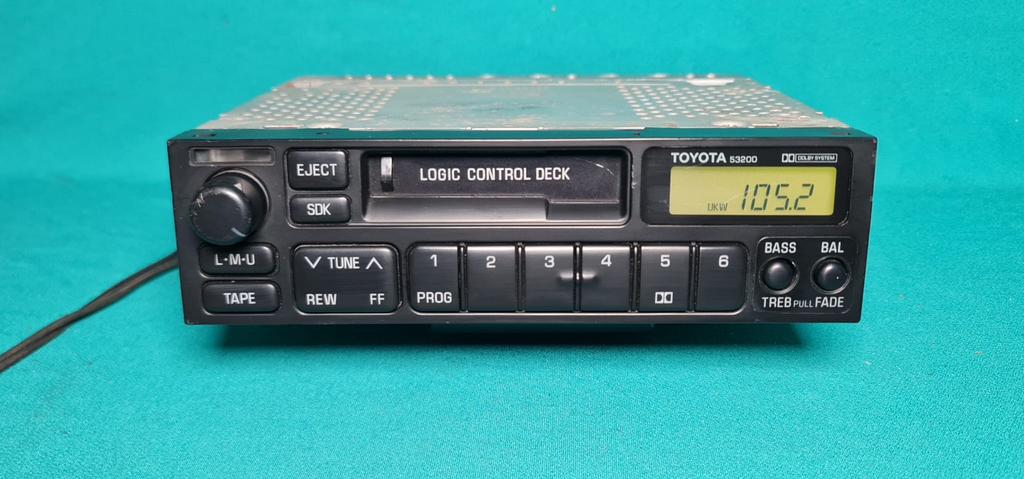 EJECT
LOGIC CONTROL DECK
TOYOTA 53200
DOLBY SYSTEM
SDK
UKW 105.2
L-M-U
TUNE
1 2 3 4 5 6
BASS BAL
TAPE
REW FF
PROG
TREB PULL FADE